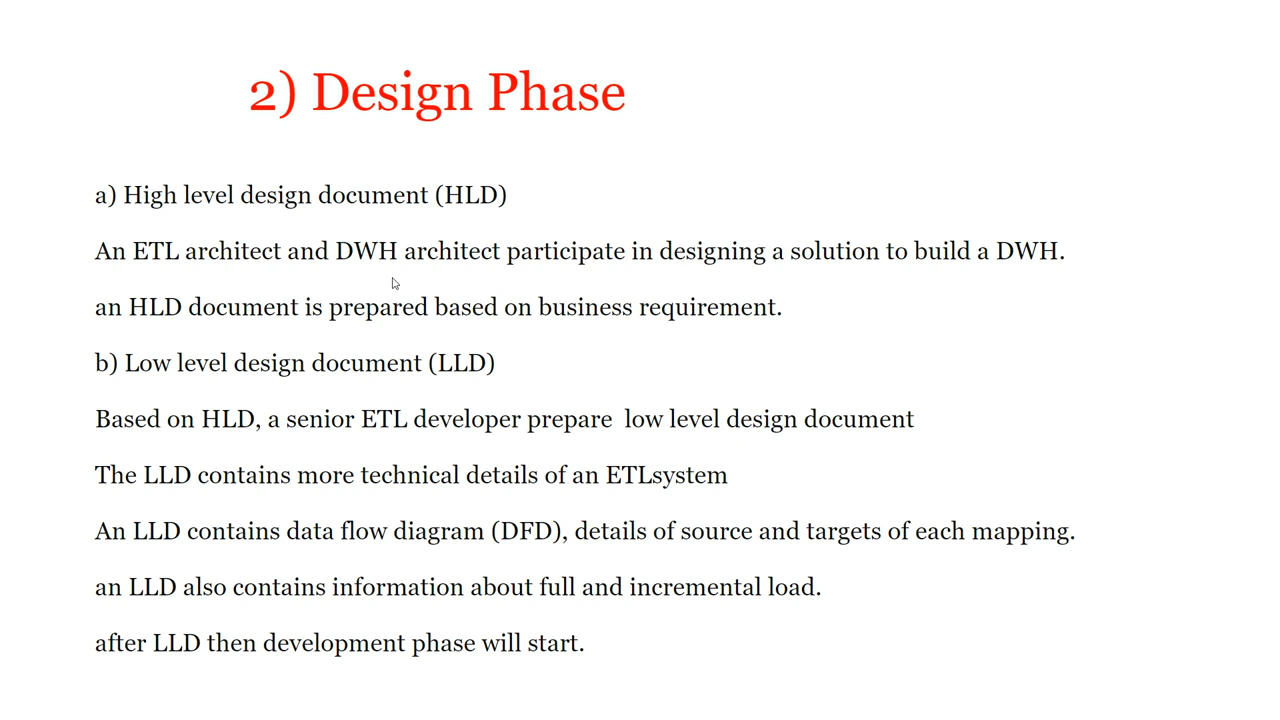 2) Design Phase
a) High level design document (HLD)
An ETL architect and DWH architect participate in designing a solution to build a DWH.
an HLD document is prepared based on business requirement.
b) Low level design document (LLD)
Based on HLD, a senior ETL developer prepare  low level design document
The LLD contains more technical details of an ETLsystem
An LLD contains data flow diagram (DFD), details of source and targets of each mapping.
an LLD also contains information about full and incremental load.
after LLD then development phase will start.